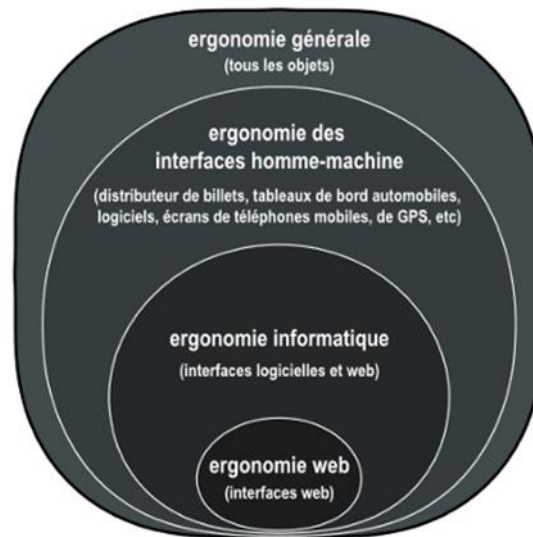 ergonomie générale
(tous les objets)
ergonomie des
interfaces homme-machine
(distributeur de billets, tableaux de bord automobiles,
logiciels, écrans de téléphones mobiles, de GPS, etc)
ergonomie informatique
(interfaces logicielles et web)
ergonomie web
(interfaces web)